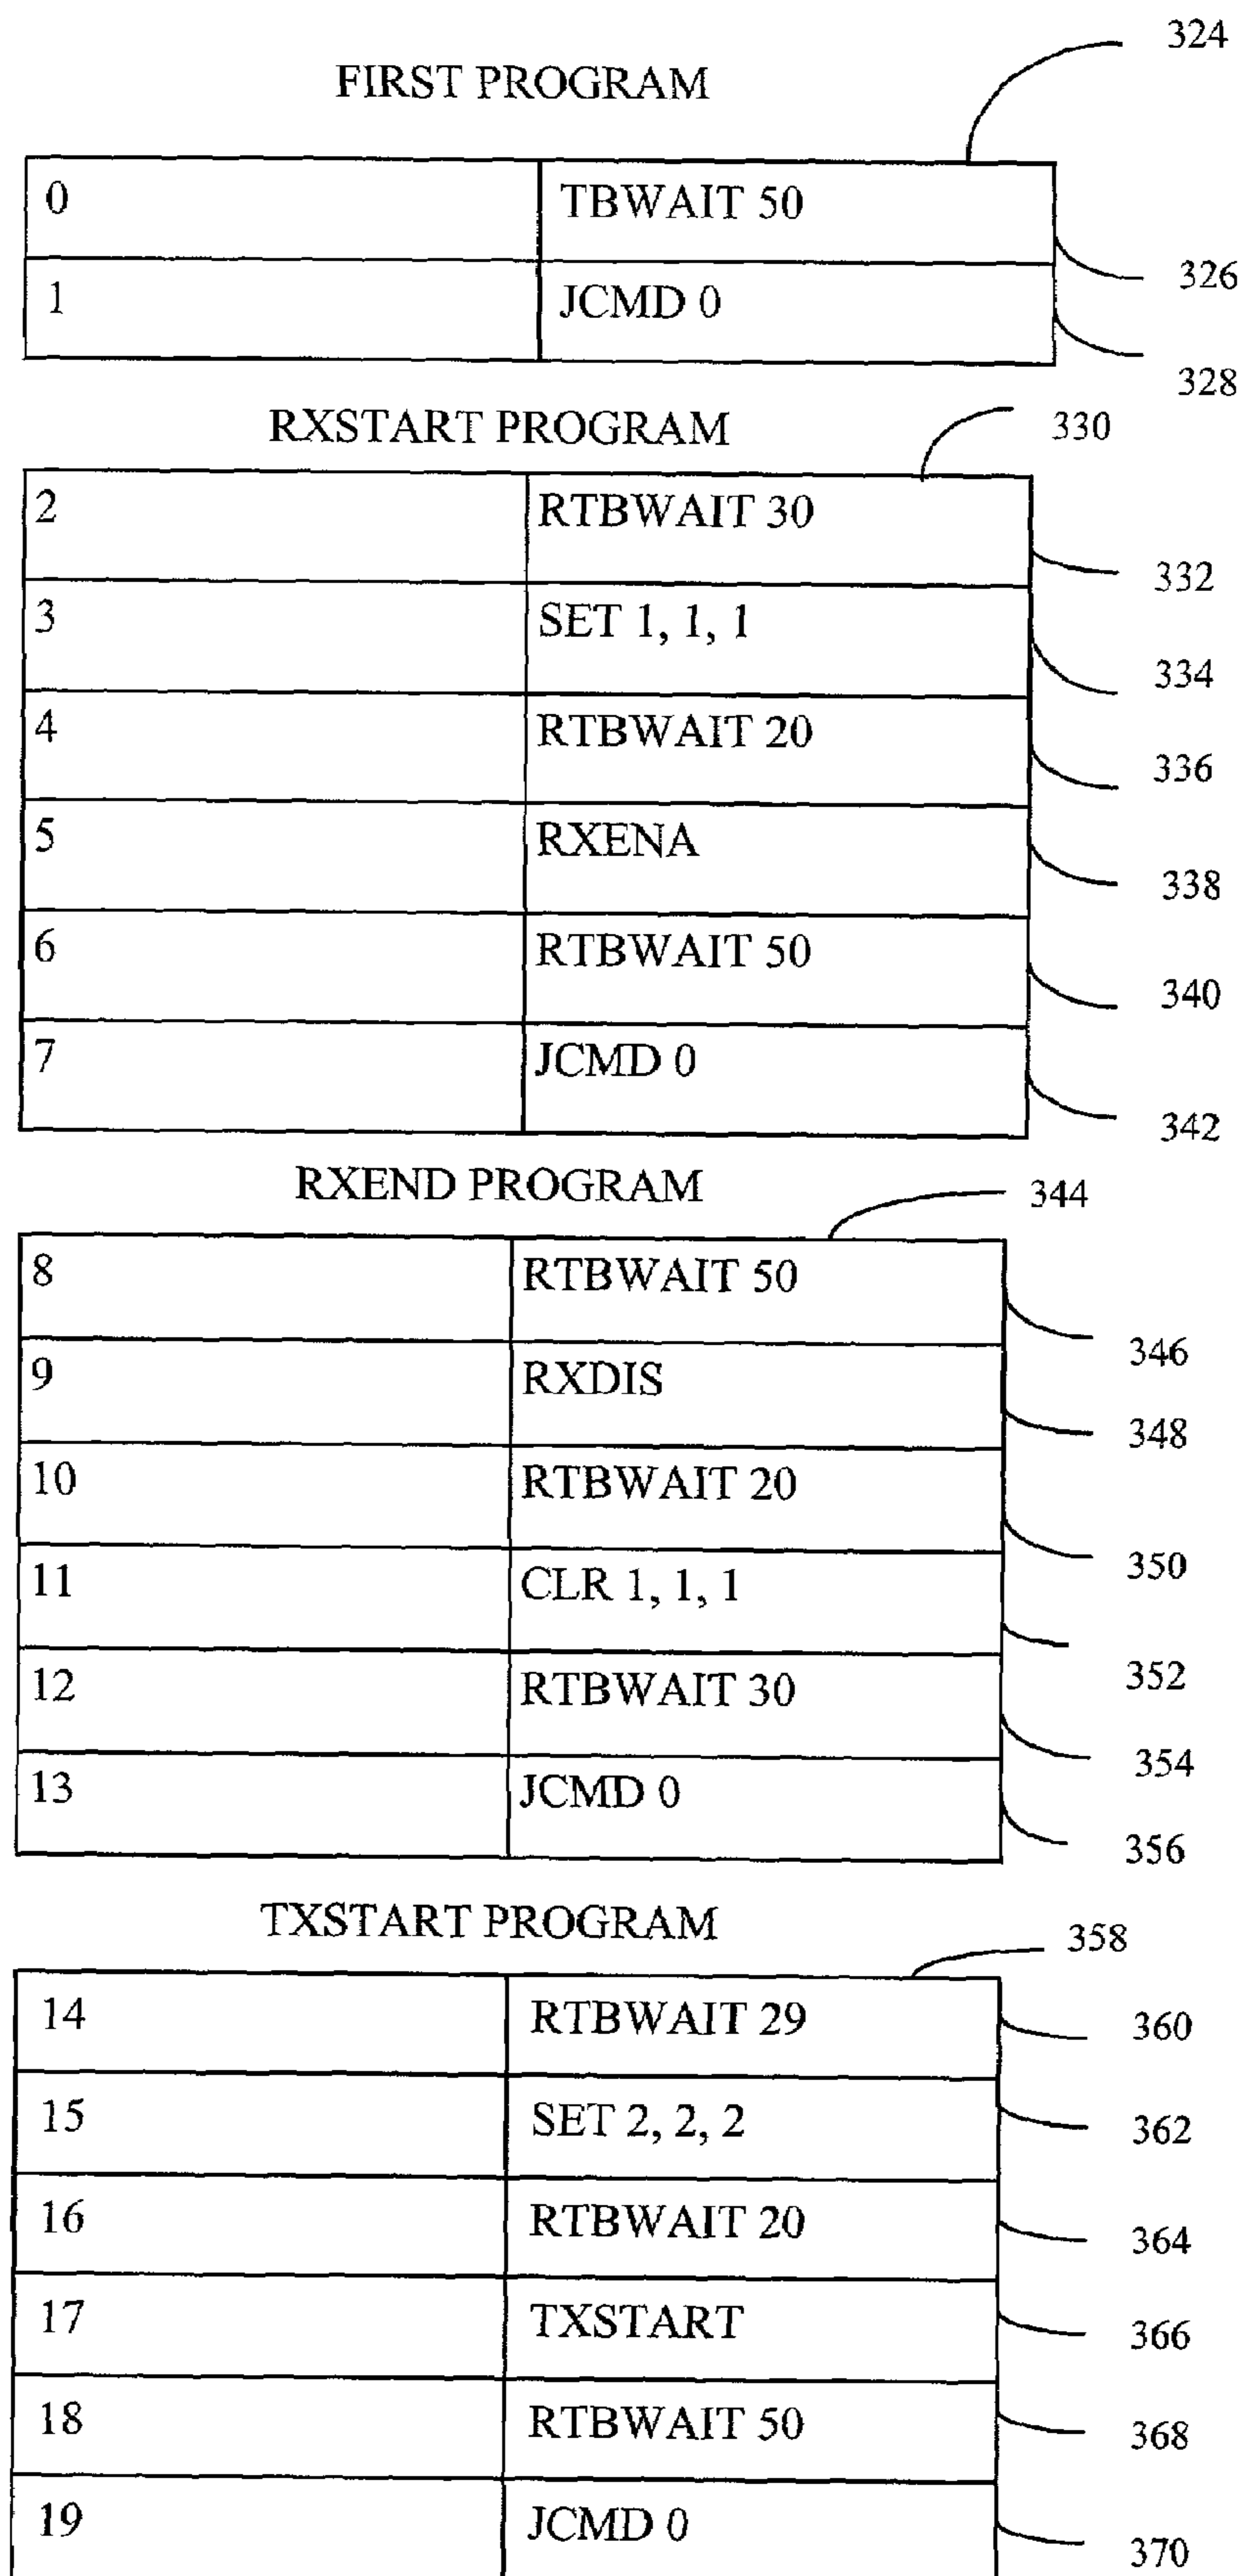 324
FIRST PROGRAM
0 TBWAIT 50
326
1 JCMD 0
328
RXSTART PROGRAM 330
2 RTBWAIT 30
332
3 SET 1, 1, 1
334
4 RTBWAIT 20
336
5 RXENA
338
6 RTBWAIT 50
340
7 JCMD 0
342
RXEND PROGRAM 344
8 RTBWAIT 50
346
9 RXDIS
348
10 RTBWAIT 20
350
11 CLR 1, 1, 1
352
12 RTBWAIT 30
354
13 JCMD 0
356
TXSTART PROGRAM 358
14 RTBWAIT 29 360
15 SET 2, 2, 2 362
16 RTBWAIT 20 364
17 TXSTART 366
18 RTBWAIT 50 368
19 JCMD 0 370